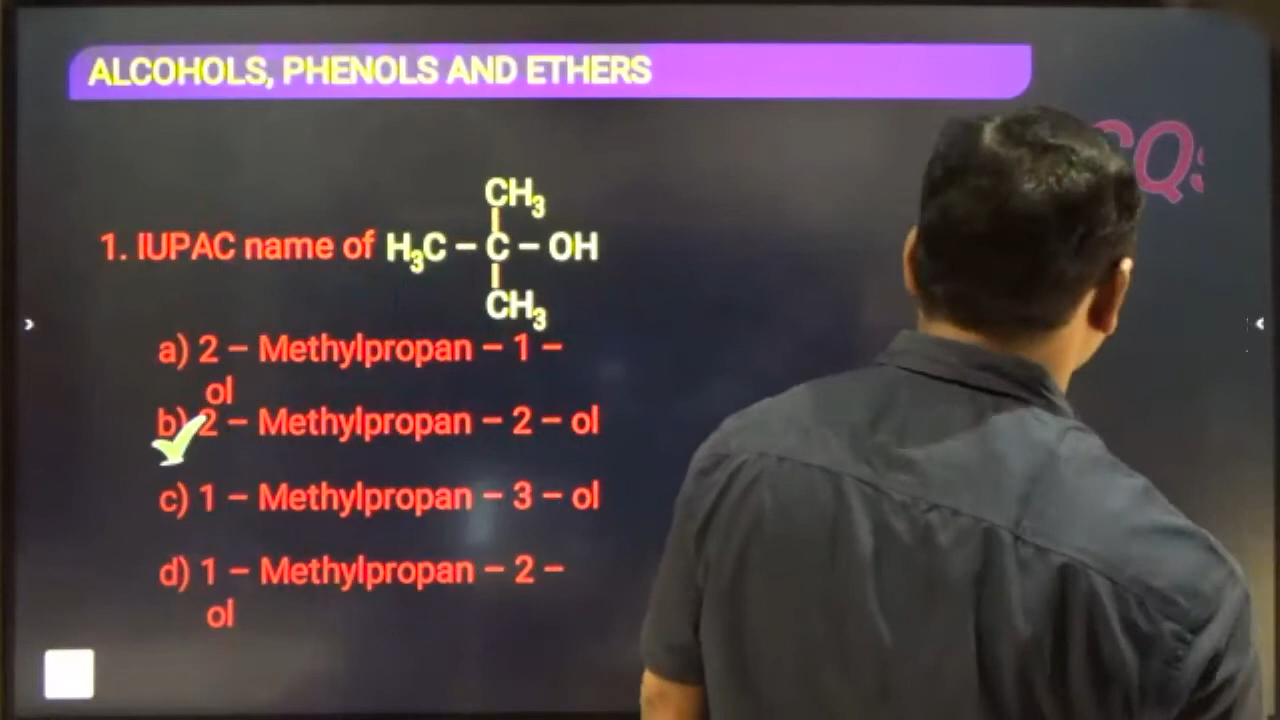 ALCOHOLS, PHENOLS AND ETHERS
CH₃
1. IUPAC name of H₃C – C – OH
CH₃
a) 2 – Methylpropan – 1 –
ol
b) 2 – Methylpropan – 2 – ol
c) 1 – Methylpropan – 3 – ol
d) 1 – Methylpropan – 2 –
ol